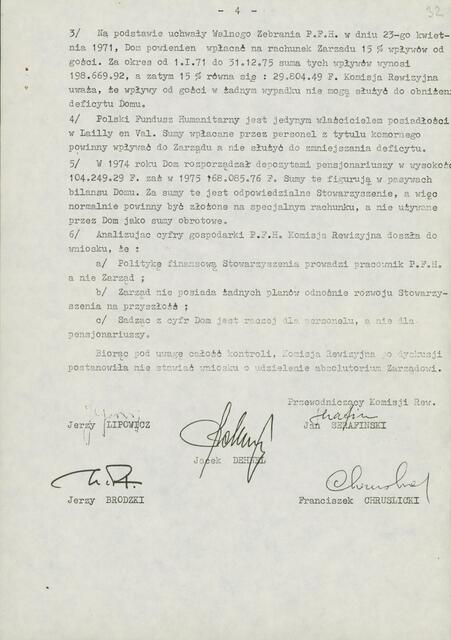 - 4 -
32
3/ Na podstawie uchwały Walnego Zebrania P.F.H. w dniu 23-go kwiet-
nia 1971, Dom powienien wpłacać na rachunek Zarządu 15 % wpływów od
gości. Za okres od 1.I.71 do 31.12.75 suma tych wpływów wynosi
198.669.92, a zatym 15 % równa się : 29.804.49 F. Komisja Rewizyjna
uważa, że wpływy od gości w żadnym wypadku nie mogą służyć do obniżenia
deficytu Domu.
4/ Polski Fundusz Humanitarny jest jedynym właścicielem posiadłości
w Lailly en Val. Sumy wpłacane przez personel z tytułu komornego
powinny wpływać do Zarządu a nie służyć do zmniejszania deficytu.
5/ W 1974 roku Dom rozporządzał depozytami pensjonariuszy w wysokości
104.249.29 F. zaś w 1975 168.085.76 F. Sumy te figurują w pasywach
bilansu Domu. Za sumy te jest odpowiedzialne Stowarzyszenie, a więc
normalnie powinny być złożone na specjalnym rachunku, a nie używane
przez Dom jako sumy obrotowe.
6/ Analizując cyfry gospodarki P.F.H. Komisja Rewizyjna doszła do
wniosku, że :
a/ Politykę finansową Stowarzyszenia prowadzi pracownik P.F.H.
a nie Zarząd ;
b/ Zarząd nie posiada żadnych planów odnośnie rozwoju Stowarzy-
szenia na przyszłość ;
c/ Sadząc z cyfr Dom jest raczej dla personelu, a nie dla
pensjonariuszy.
Biorąc pod uwagę całość kontroli, Komisja Rewizyjna po dyskusji
postanowiła nie stawiać wniosku o udzielenie absolutorium Zarządowi.
Przewodniczący Komisji Rew.
Jerzy LIPOWICZ
Jan SERAFINSKI
Jacek DEHNEL
Jerzy BRODZKI
Franciszek CHRUSLICKI